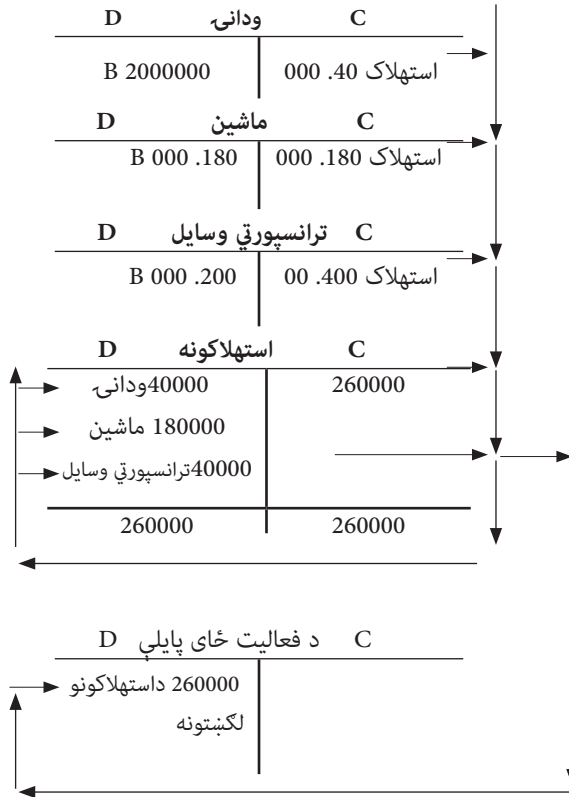 D ودانۍ C
B 2000000 استهلاک 40. 000
D ماشین C
B 000 .180 استهلاک 180. 000
D ترانسپورتي وسایل C
B 000 .200 استهلاک 400. 00
D استهلاکونه C
40000ودانۍ 260000
180000 ماشین
40000ترانسپورتي وسایل
260000 260000
D د فعالیت ځای پایلې C
260000 داستهلاکونو
لګښتونه